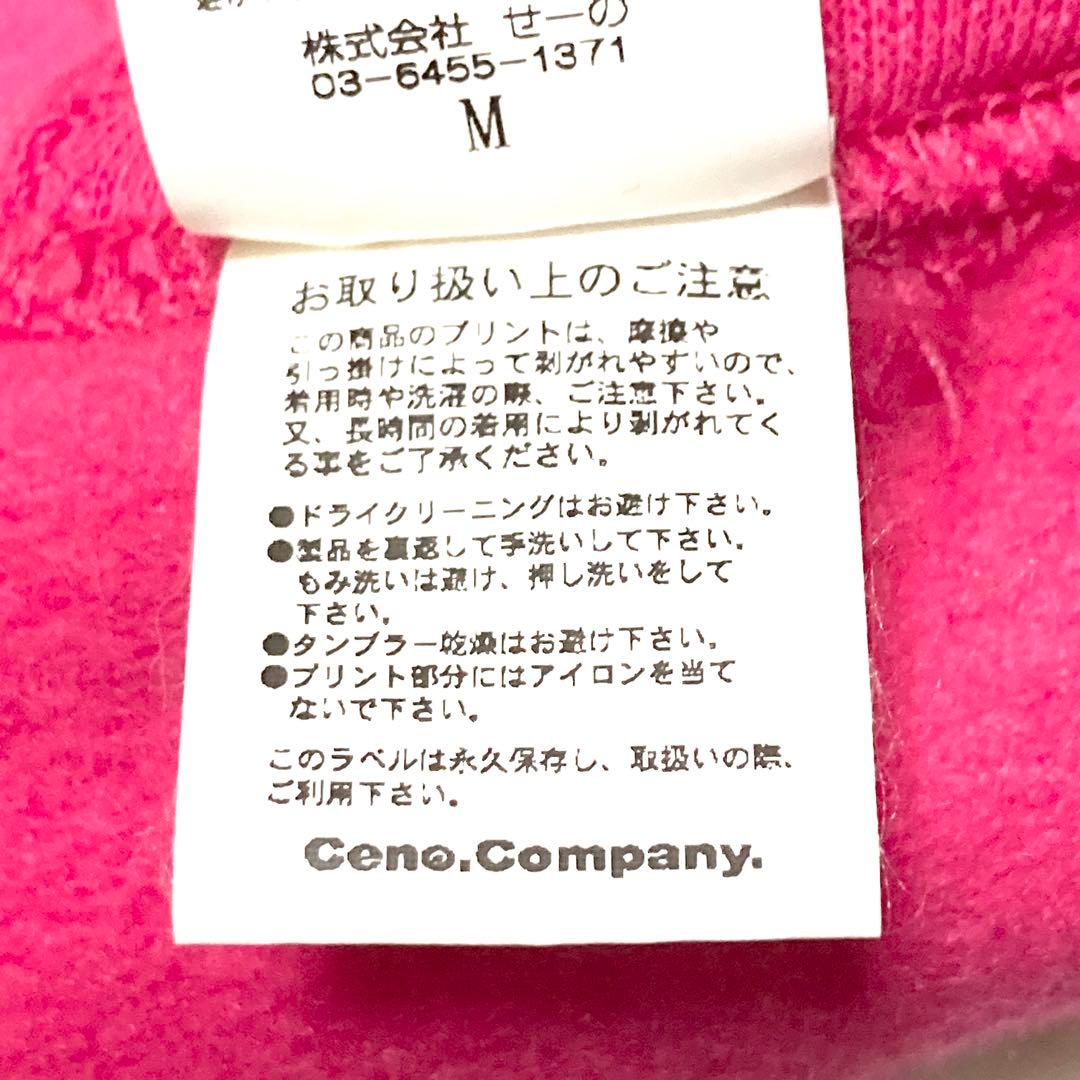 株式会社 せーの
03-6455-1371
M
お取り扱い上のご注意
この商品のプリントは、摩擦や
引っ掛けによって剥がれやすいので、
着用時や洗濯の際、ご注意下さい。
又、長時間の着用により剥がれてく
る事をご了承ください。
●ドライクリーニングはお避け下さい。
●製品を裏返して手洗いして下さい。
もみ洗いは避け、押し洗いをして
下さい。
●タンブラー乾燥はお避け下さい。
●プリント部分にはアイロンを当て
ないで下さい。
このラベルは永久保存し、取扱いの際、
ご利用下さい。
Ceno.Company.